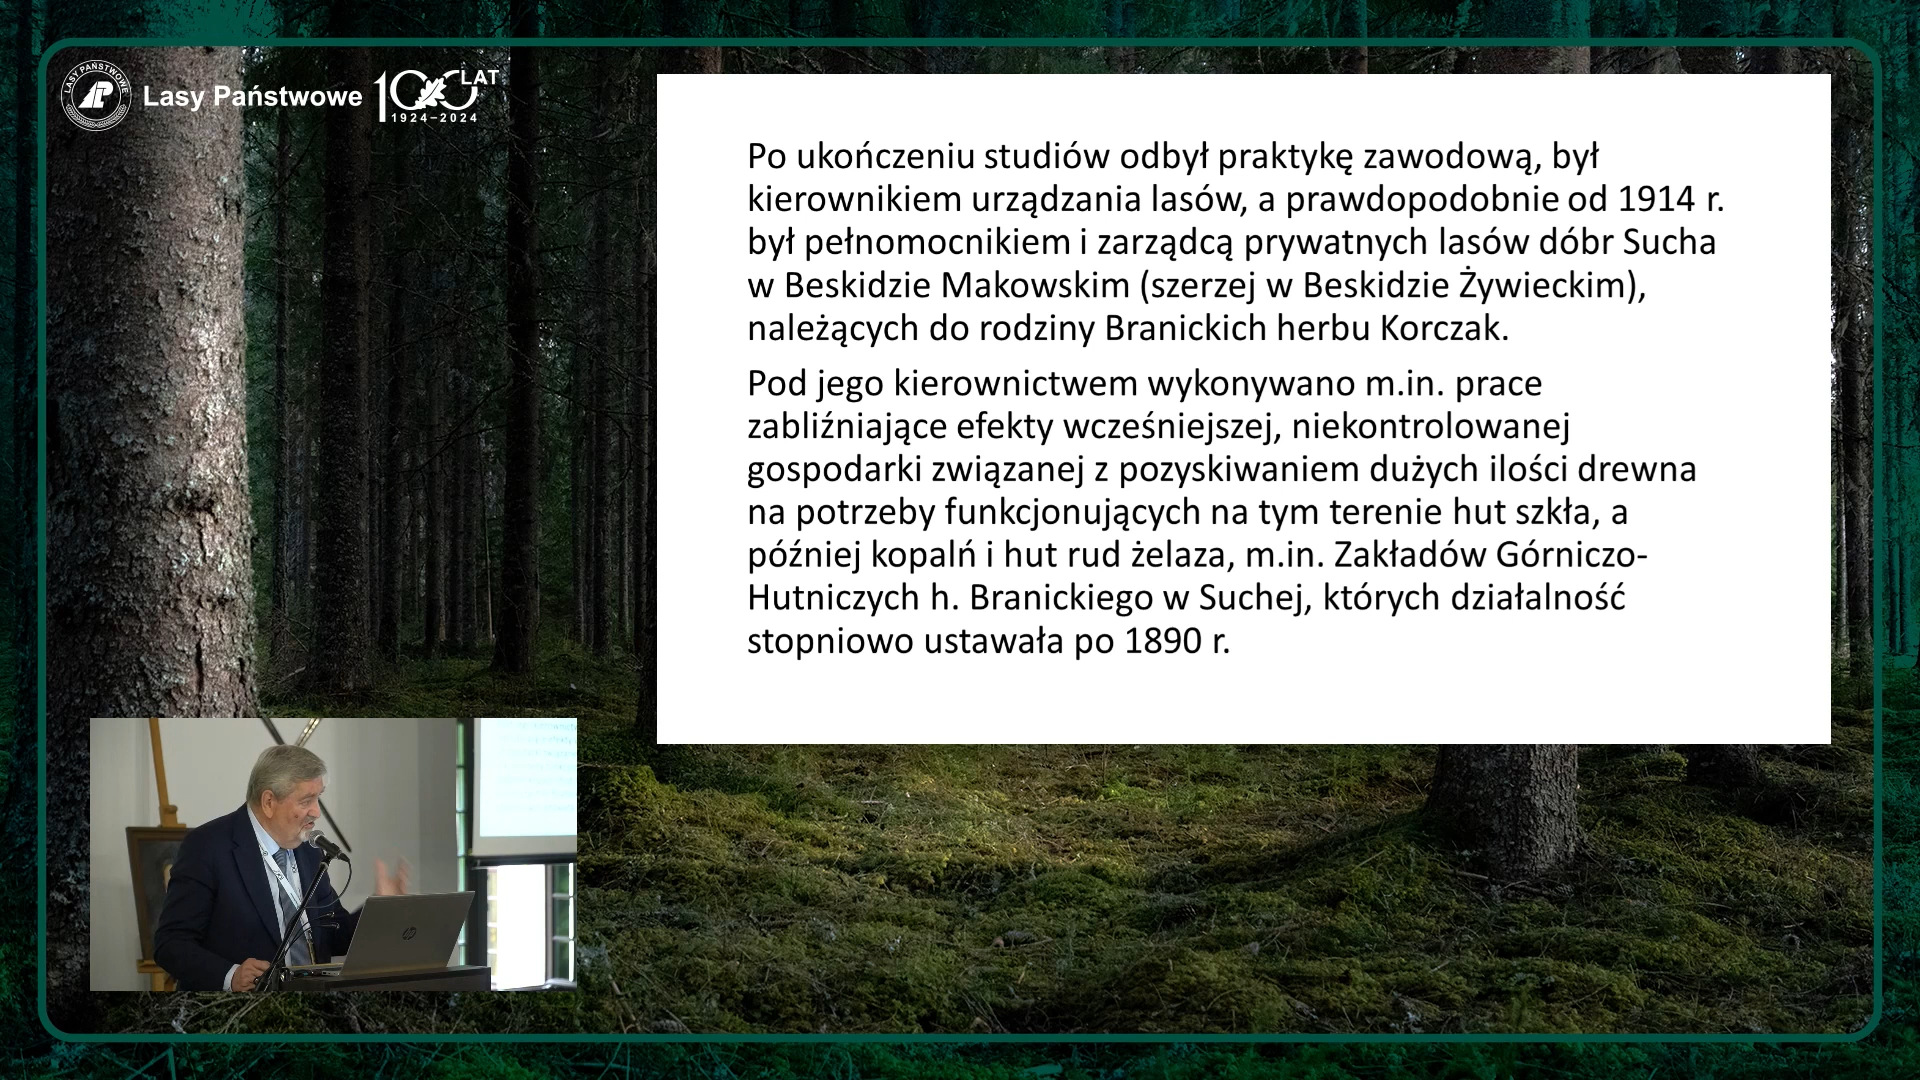 LASY PAŃSTWOWE
Lasy Państwowe
100 LAT
1924-2024
Po ukończeniu studiów odbył praktykę zawodową, był
kierownikiem urządzania lasów, a prawdopodobnie od 1914 r.
był pełnomocnikiem i zarządcą prywatnych lasów dóbr Sucha
w Beskidzie Makowskim (szerzej w Beskidzie Żywieckim),
należących do rodziny Branickich herbu Korczak.
Pod jego kierownictwem wykonywano m.in. prace
zabliźniające efekty wcześniejszej, niekontrolowanej
gospodarki związanej z pozyskiwaniem dużych ilości drewna
na potrzeby funkcjonujących na tym terenie hut szkła, a
później kopalń i hut rud żelaza, m.in. Zakładów Górniczo-
Hutniczych h. Branickiego w Suchej, których działalność
stopniowo ustawała po 1890 r.
hp